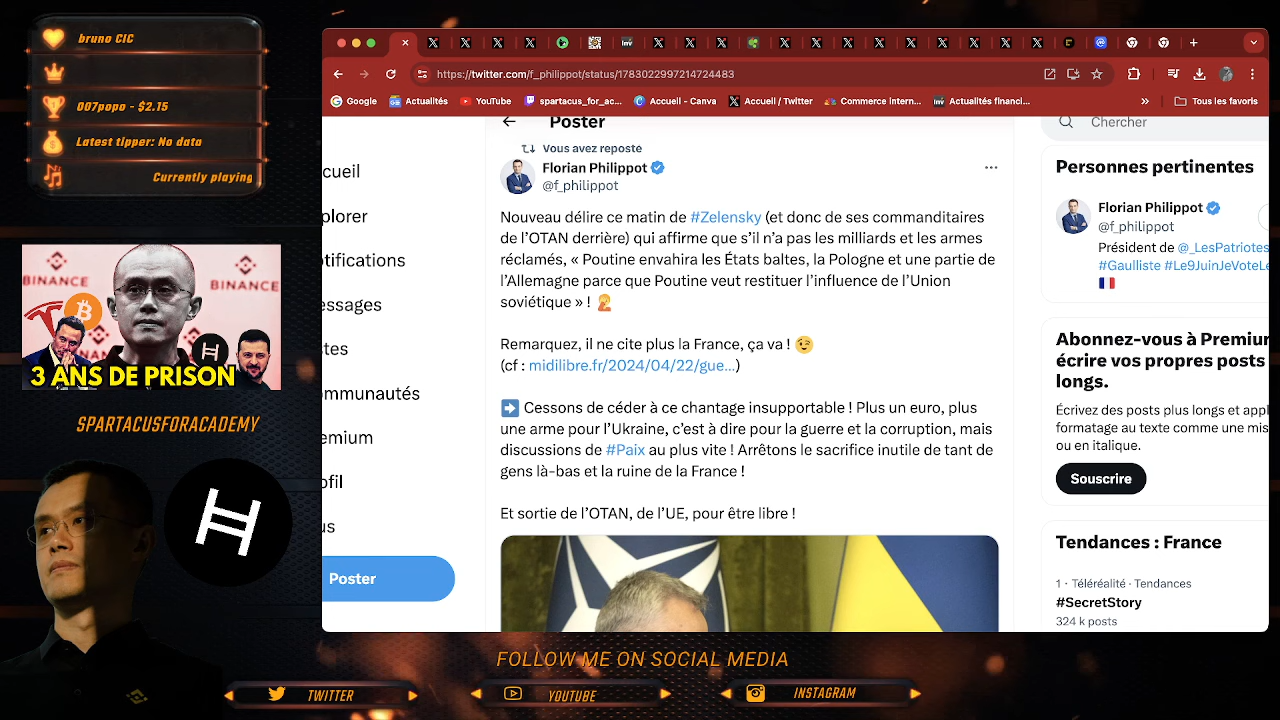 bruno CIC
007popo - $2.15
Latest tipper: No data
Currently playing
BINANCE
BINANCE
3 ANS DE PRISON
SPARTACUSFORACADEMY
https://twitter.com/f_philippot/status/1783022997214724483
Google
Actualités
YouTube
spartacus_for_ac...
Accueil - Canva
Accueil / Twitter
Commerce intern...
inv
Actualités financi...
»
Tous les favoris
Poster
Vous avez reposté
Florian Philippot
@f_philippot
Nouveau délire ce matin de #Zelensky (et donc de ses commanditaires
de l'OTAN derrière) qui affirme que s'il n'a pas les milliards et les armes
réclamés, « Poutine envahira les États baltes, la Pologne et une partie de
l'Allemagne parce que Poutine veut restituer l'influence de l'Union
soviétique » ! 🤦
Remarquez, il ne cite plus la France, ça va ! 😉
(cf : midilibre.fr/2024/04/22/gue...)
➡️ Cessons de céder à ce chantage insupportable ! Plus un euro, plus
une arme pour l'Ukraine, c'est à dire pour la guerre et la corruption, mais
discussions de #Paix au plus vite ! Arrêtons le sacrifice inutile de tant de
gens là-bas et la ruine de la France !
Et sortie de l'OTAN, de l'UE, pour être libre !
cueil
plorer
tifications
essages
tes
ommunautés
emium
ofil
us
Poster
Chercher
Personnes pertinentes
Florian Philippot
@f_philippot
Président de @_LesPatriotes
#Gaulliste #Le9JuinJeVoteLe
Abonnez-vous à Premiur
écrire vos propres posts
longs.
Écrivez des posts plus longs et appl
formatage au texte comme une mis
ou en italique.
Souscrire
Tendances : France
1 · Téléréalité · Tendances
#SecretStory
324 k posts
FOLLOW ME ON SOCIAL MEDIA
TWITTER
YOUTUBE
INSTAGRAM